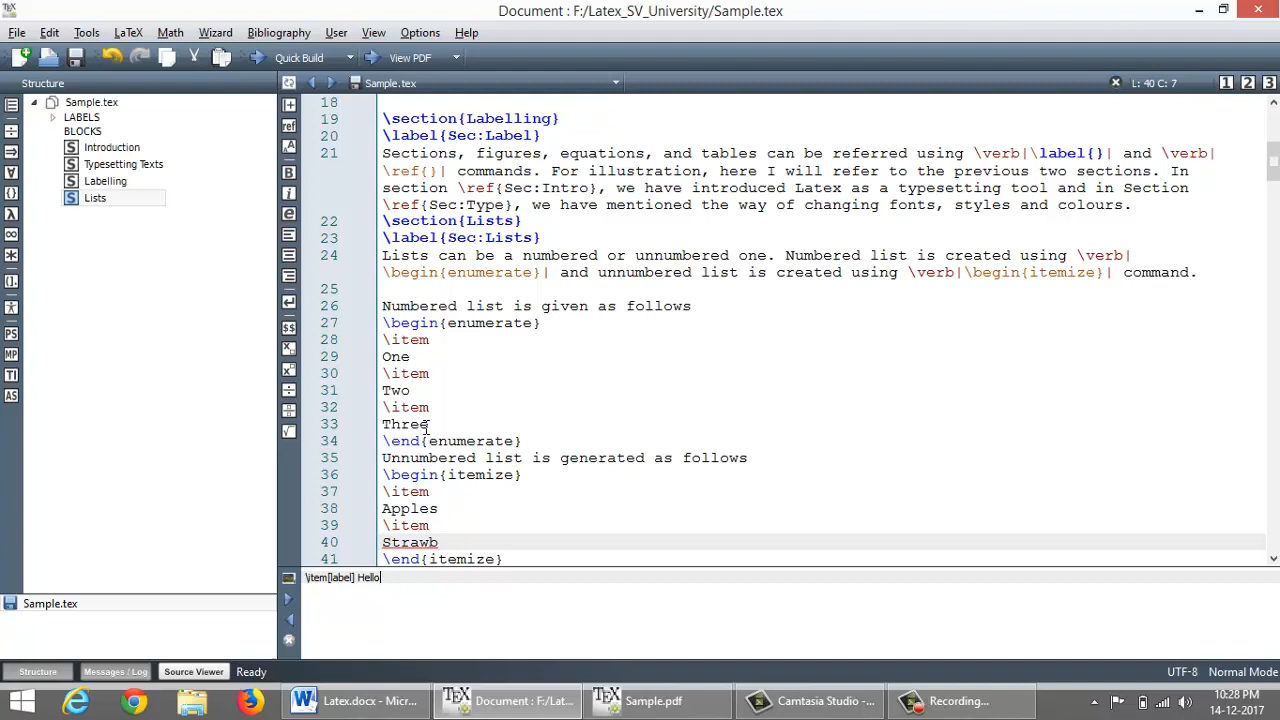 Document : F:/Latex_SV_University/Sample.tex
File Edit Tools LaTeX Math Wizard Bibliography User View Options Help
Quick Build View PDF
Structure Sample.tex L: 40 C: 7 1 2 3
Sample.tex
LABELS
BLOCKS
Introduction
Typesetting Texts
Labelling
Lists
18
19 \section{Labelling}
20 \label{Sec:Label}
21 Sections, figures, equations, and tables can be referred using \verb|\label{}| and \verb|
\ref{}| commands. For illustration, here I will refer to the previous two sections. In
section \ref{Sec:Intro}, we have introduced Latex as a typesetting tool and in Section
\ref{Sec:Type}, we have mentioned the way of changing fonts, styles and colours.
22 \section{Lists}
23 \label{Sec:Lists}
24 Lists can be a numbered or unnumbered one. Numbered list is created using \verb|
\begin{enumerate}| and unnumbered list is created using \verb|\begin{itemize}| command.
25
26 Numbered list is given as follows
27 \begin{enumerate}
28 \item
29 One
30 \item
31 Two
32 \item
33 Three
34 \end{enumerate}
35 Unnumbered list is generated as follows
36 \begin{itemize}
37 \item
38 Apples
39 \item
40 Strawb
41 \end{itemize}
\item[label] Hello
Sample.tex
Structure Messages / Log Source Viewer Ready UTF-8 Normal Mode
Latex.docx - Micr... Document : F:/Lat... Sample.pdf Camtasia Studio -... Recording... 10:28 PM
14-12-2017
ref
B
i
e
$$
PS
MP
TI
AS